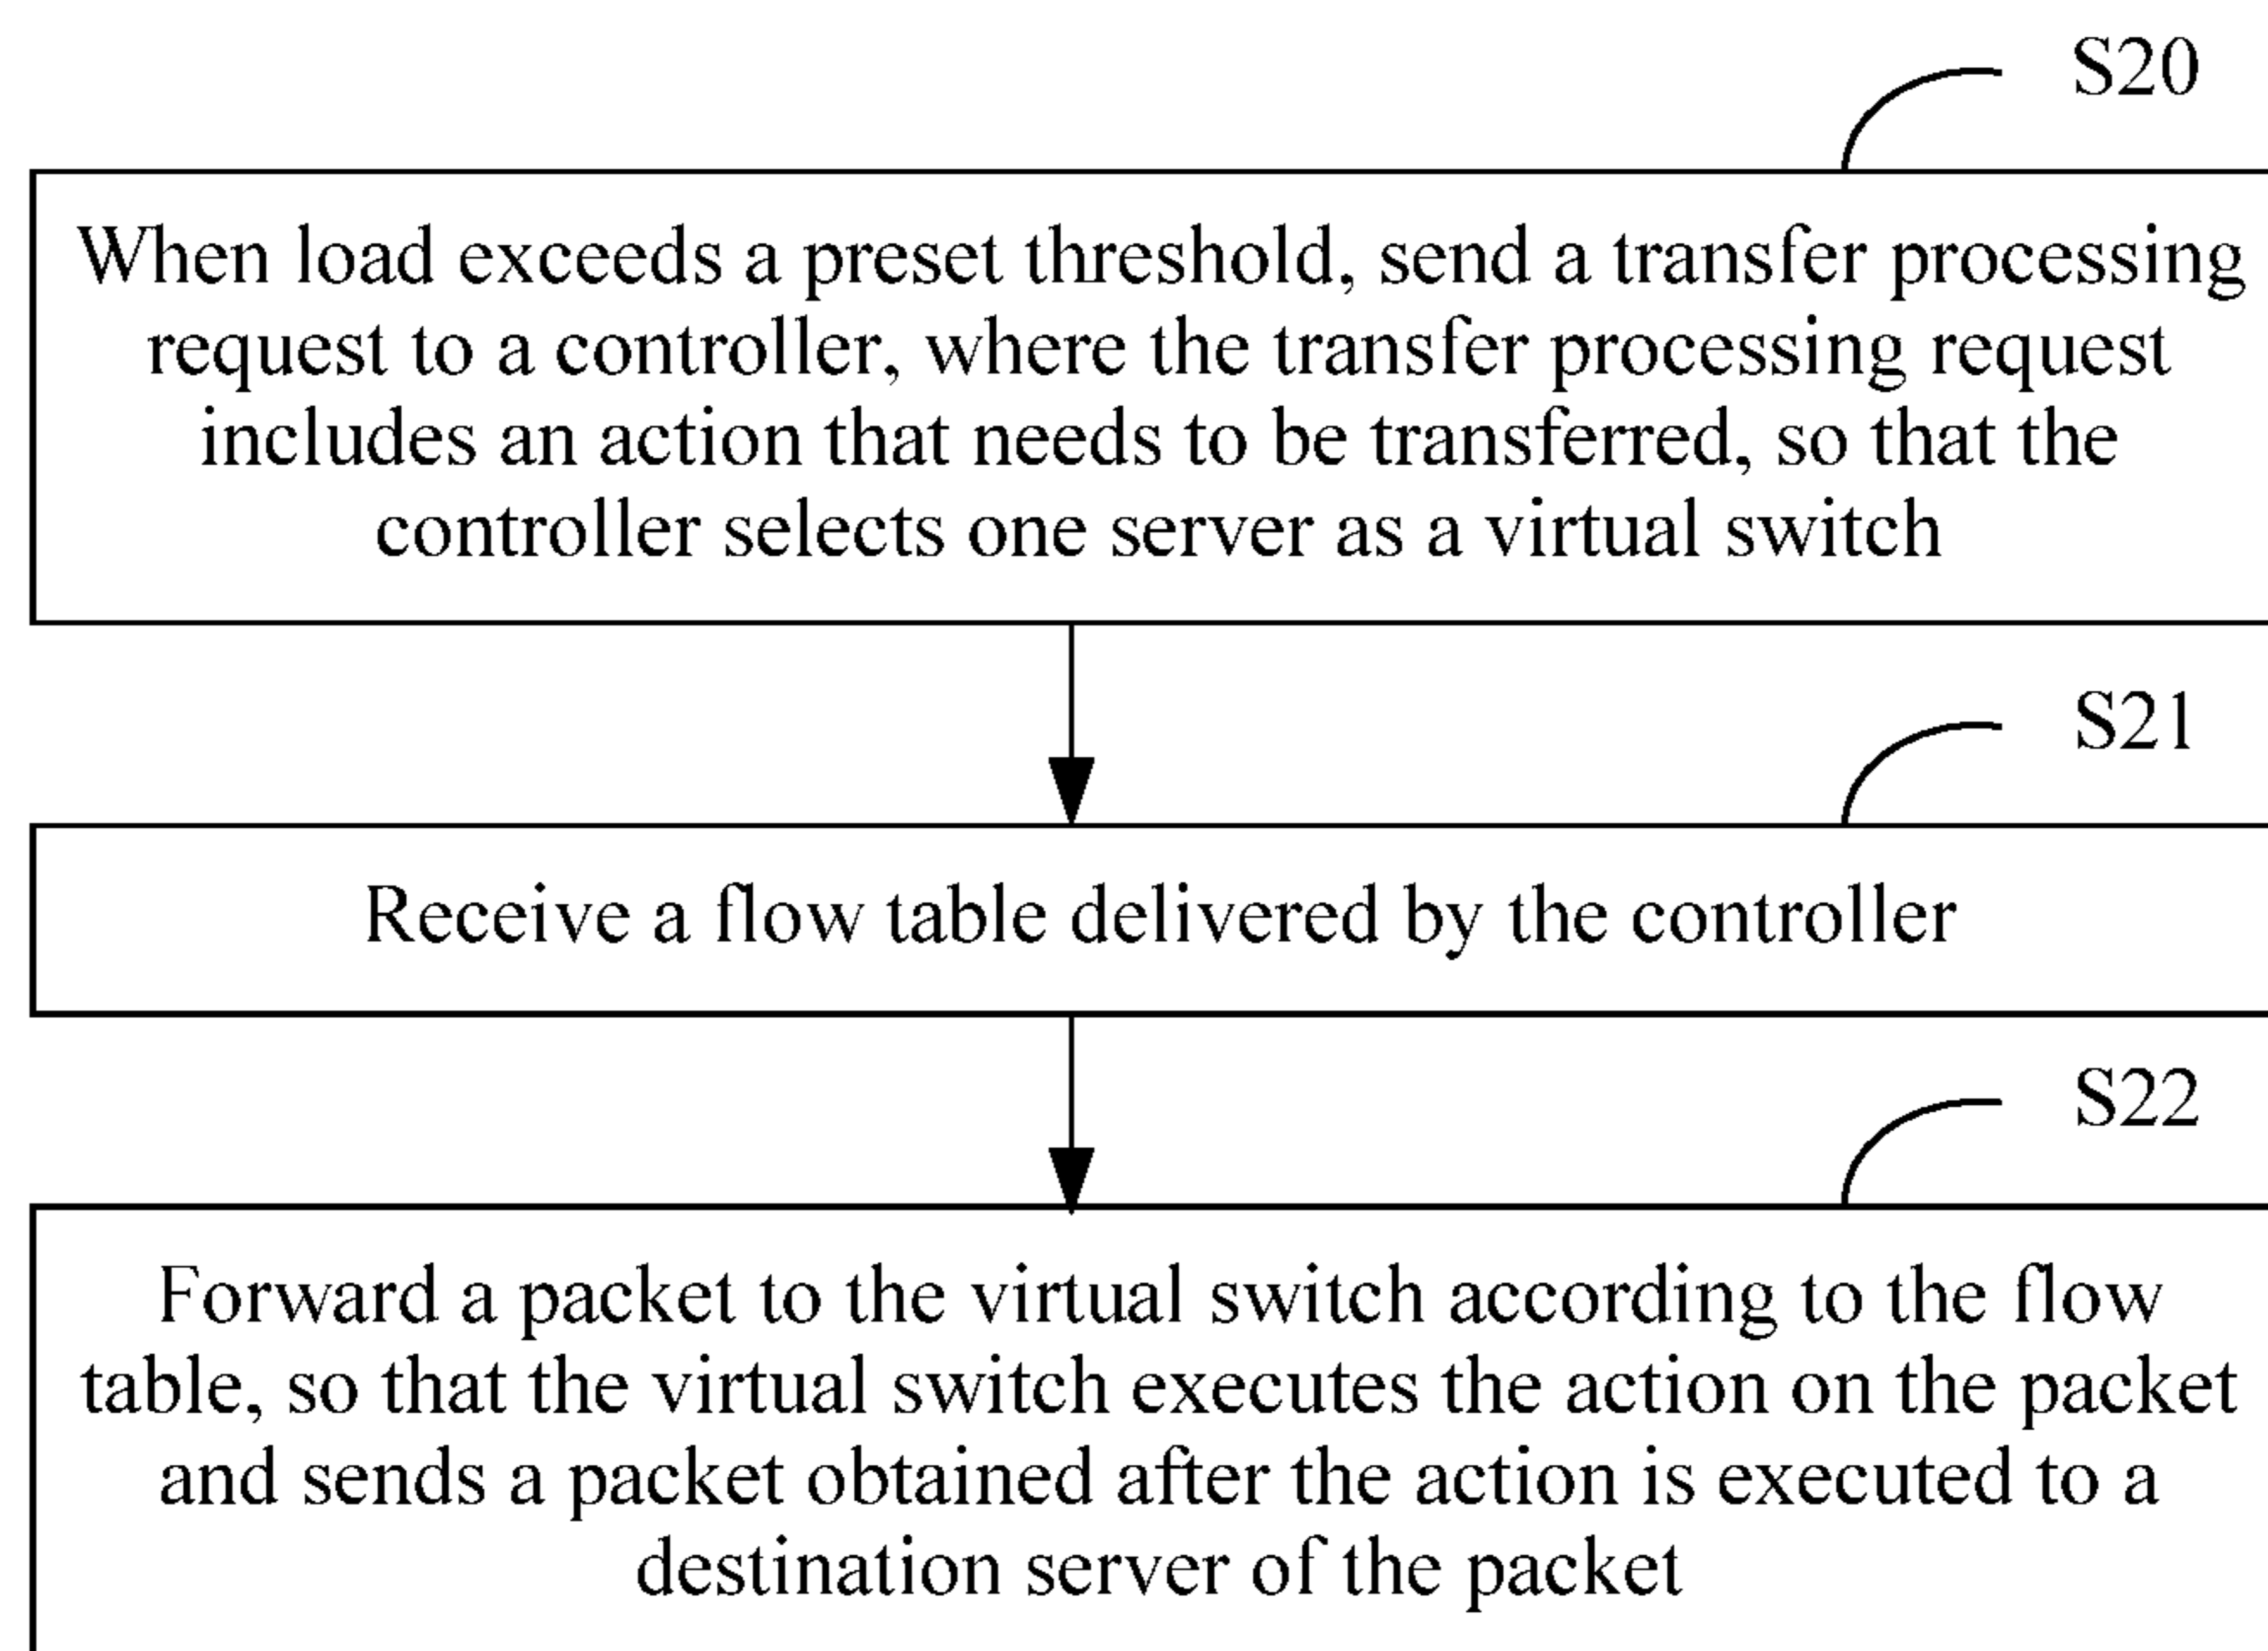 S20
When load exceeds a preset threshold, send a transfer processing
request to a controller, where the transfer processing request
includes an action that needs to be transferred, so that the
controller selects one server as a virtual switch
S21
Receive a flow table delivered by the controller
S22
Forward a packet to the virtual switch according to the flow
table, so that the virtual switch executes the action on the packet
and sends a packet obtained after the action is executed to a
destination server of the packet